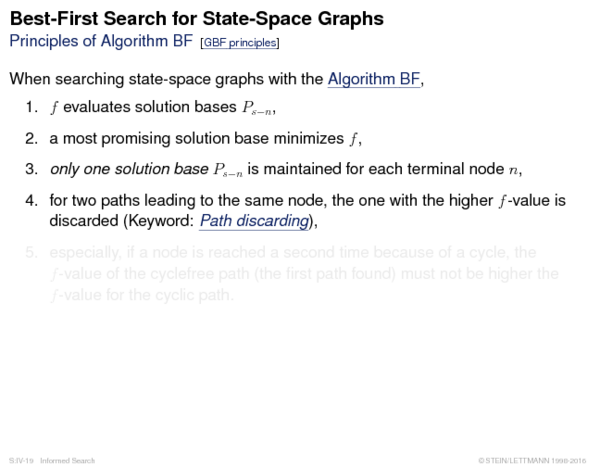 Best-First Search for State-Space Graphs
Principles of Algorithm BF [GBF principles]
When searching state-space graphs with the Algorithm BF,
1. f evaluates solution bases P_{s−n},
2. a most promising solution base minimizes f,
3. only one solution base P_{s−n} is maintained for each terminal node n,
4. for two paths leading to the same node, the one with the higher f-value is
discarded (Keyword: Path discarding),
5. especially, if a node is reached a second time because of a cycle, the
f-value of the cyclefree path (the first path found) must not be higher the
f-value for the cyclic path.
S:IV-19 Informed Search
©STEIN/LETTMANN 1998-2016